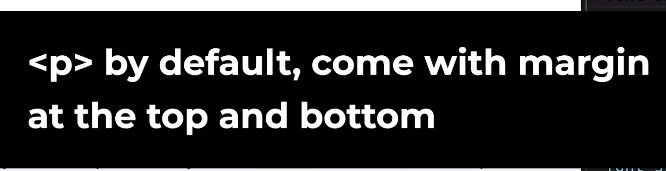 <p> by default, come with margin
at the top and bottom